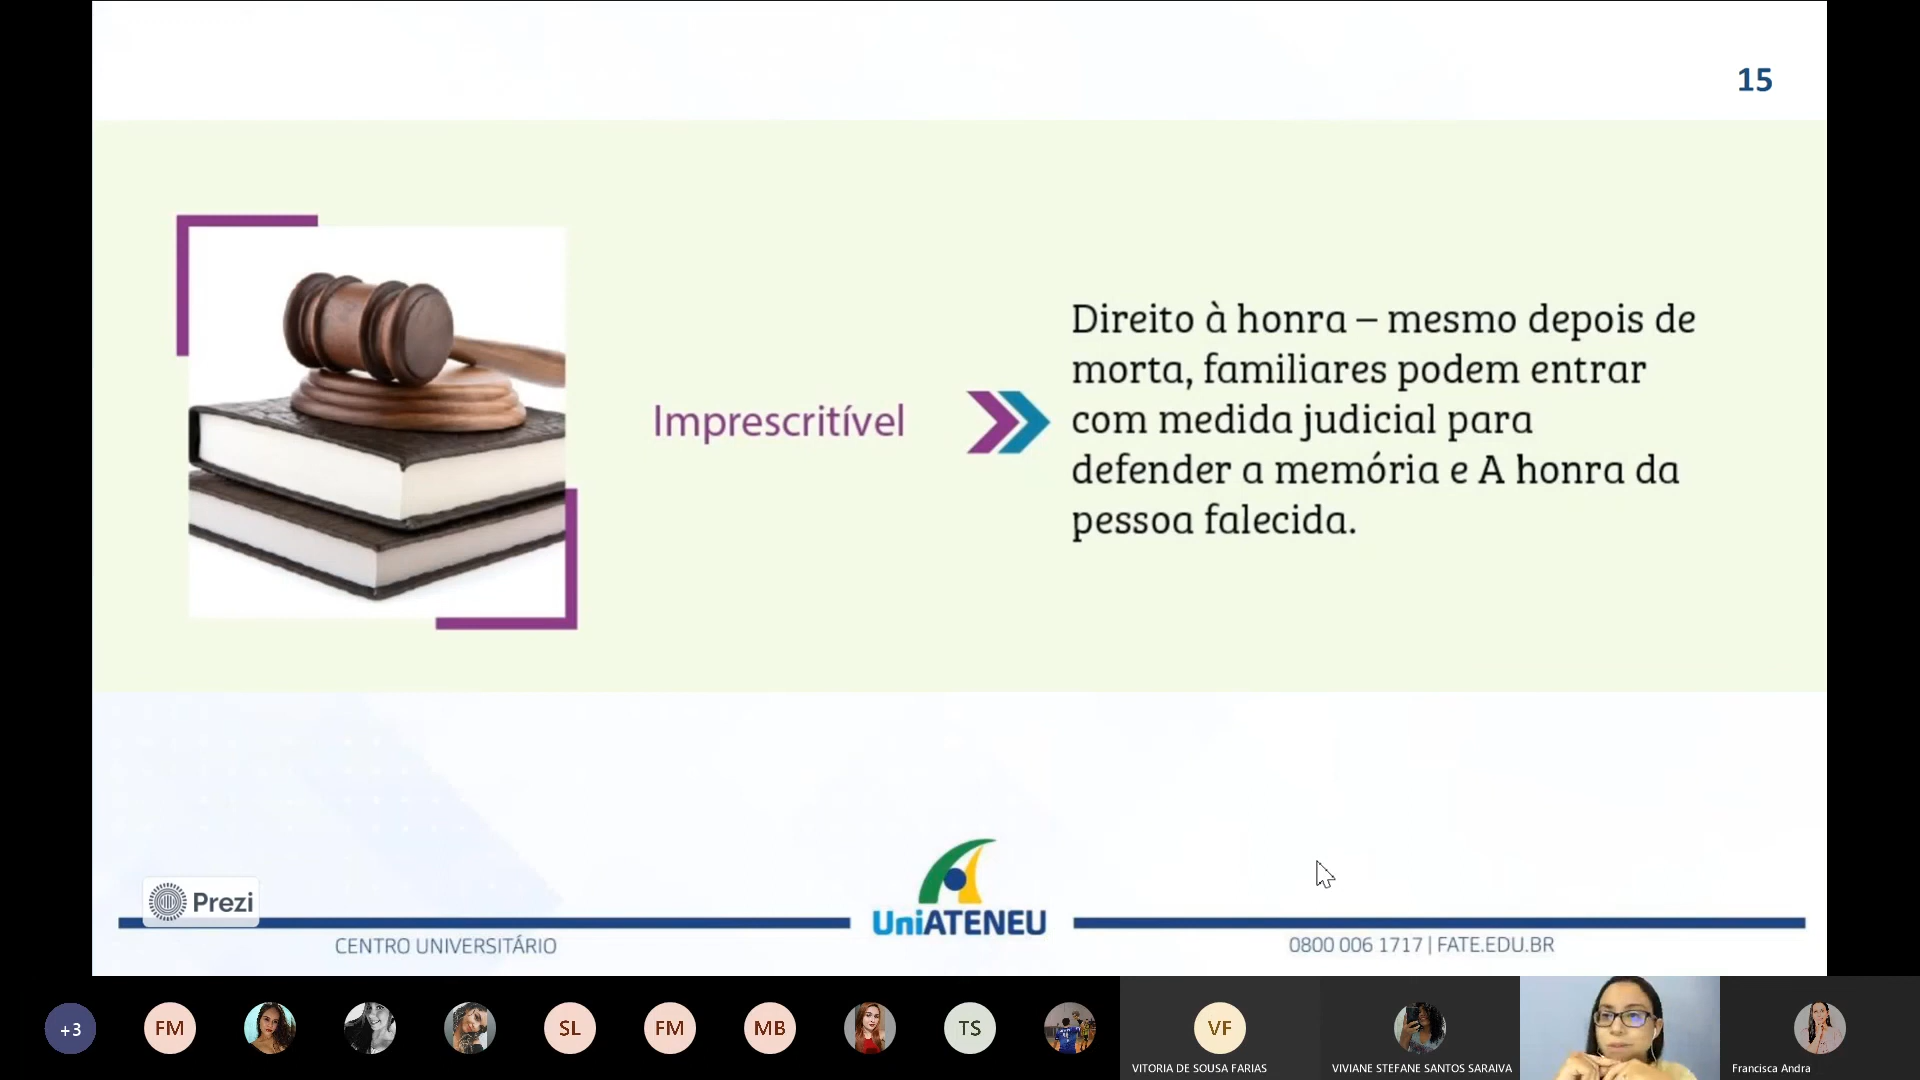 15
Imprescritível
Direito à honra – mesmo depois de
morta, familiares podem entrar
com medida judicial para
defender a memória e A honra da
pessoa falecida.
Prezi
UniATENEU
CENTRO UNIVERSITÁRIO
0800 006 1717 | FATE.EDU.BR
+3
FM
SL
FM
MB
TS
VF
VITORIA DE SOUSA FARIAS
VIVIANE STEFANE SANTOS SARAIVA
Francisca Andra